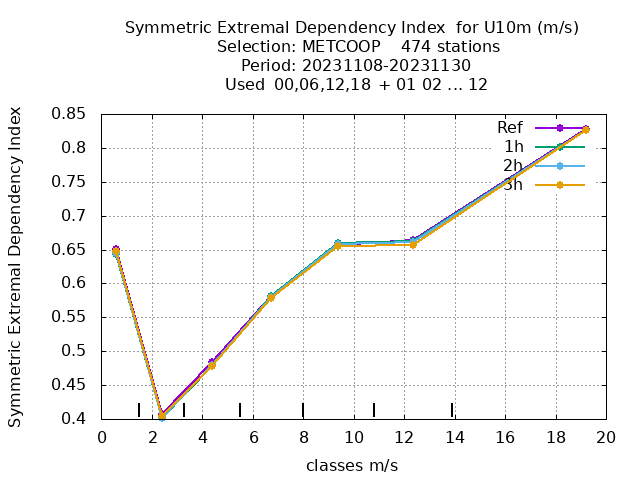 Symmetric Extremal Dependency Index  for U10m (m/s)
Selection: METCOOP    474 stations
Period: 20231108-20231130
Used  00,06,12,18 + 01 02 ... 12
Symmetric Extremal Dependency Index
0.85
0.8
0.75
0.7
0.65
0.6
0.55
0.5
0.45
0.4
Ref
1h
2h
3h
0 2 4 6 8 10 12 14 16 18 20
classes m/s